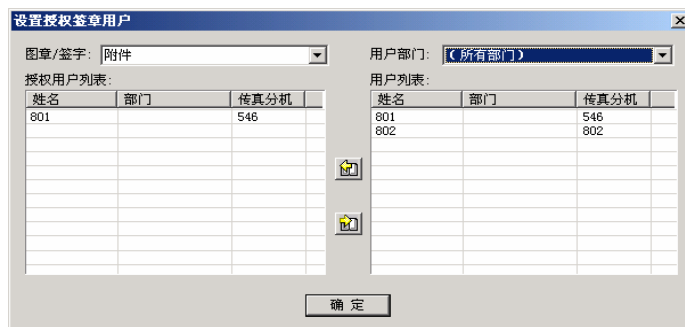 设置授权签章用户
图章/签字: 附件
用户部门: (所有部门)
授权用户列表:
用户列表:
姓名 部门 传真分机
姓名 部门 传真分机
801 546
801 546
802 802
确 定